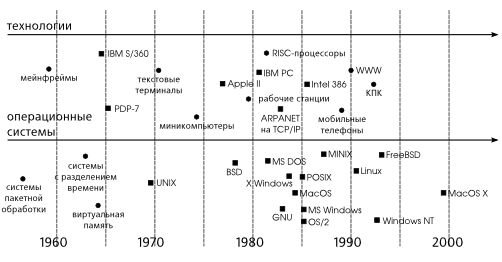 технологии
IBM S/360
RISC-процессоры
мейнфреймы
текстовые
терминалы
IBM PC
WWW
Apple II
Intel 386
КПК
PDP-7
рабочие станции
миникомпьютеры
ARPANET
на TCP/IP
мобильные
телефоны
операционные
системы
системы
с разделением
времени
BSD
MS DOS
MINIX
FreeBSD
системы
пакетной
обработки
UNIX
X Windows
POSIX
Linux
MacOS
MacOS X
виртуальная
память
GNU
MS Windows
OS/2
Windows NT
1960
1970
1980
1990
2000